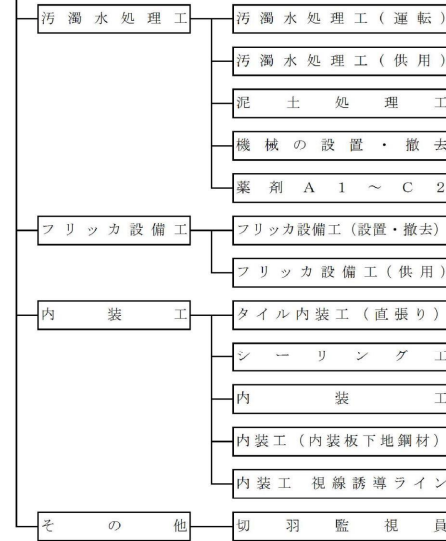 汚濁水処理工
汚濁水処理工(運転)
汚濁水処理工(供用)
泥土処理工
機械の設置・撤去
薬剤A1~C2
フリッカ設備工
フリッカ設備工(設置・撤去)
フリッカ設備工(供用)
内装工
タイル内装工(直張り)
シーリング工
内装工
内装工(内装板下地鋼材)
内装工 視線誘導ライン
その他
切羽監視員